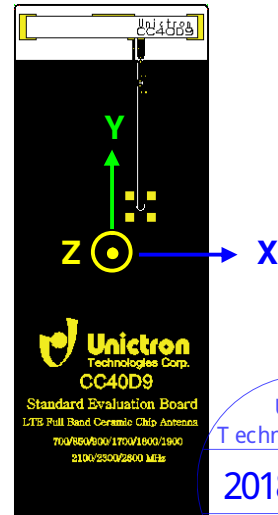 Unictron
CC40D9
Y
Z
X
Unictron
Technologies Corp.
CC40D9
Standard Evaluation Board
LTE Full Band Ceramic Chip Antenna
700/850/900/1700/1800/1900
2100/2300/2600 MHz
U
Techn
2018